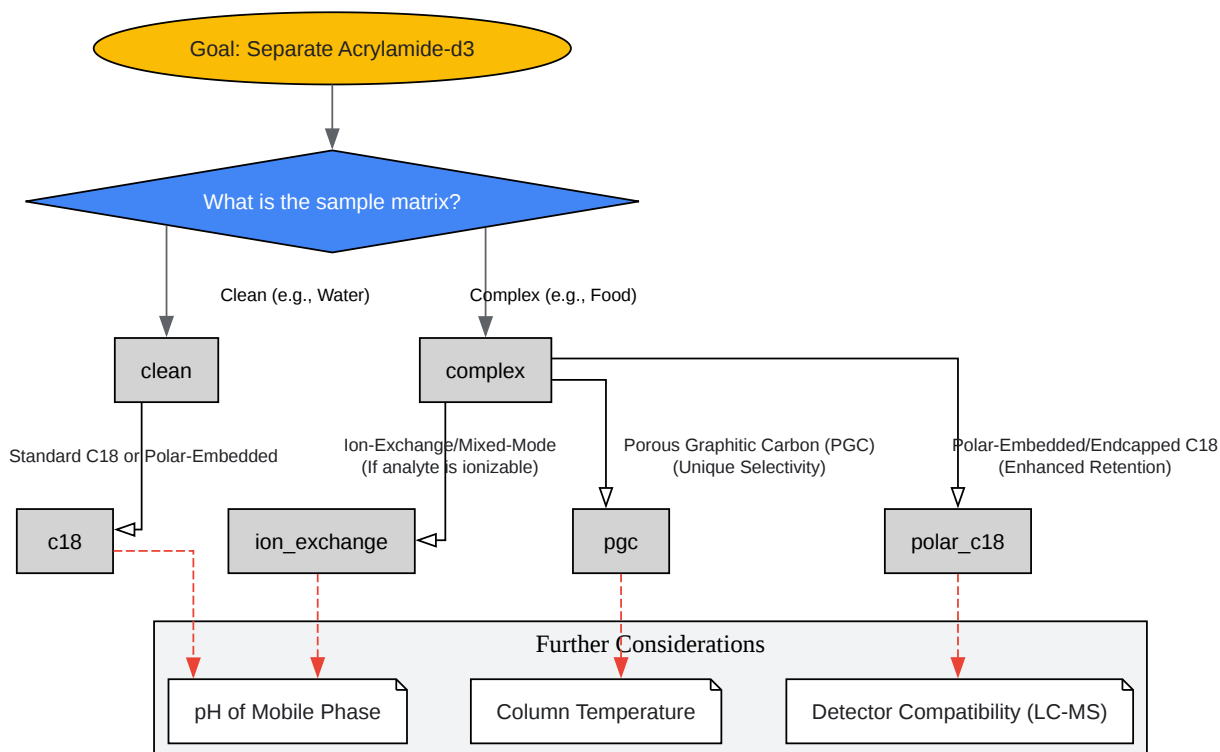 Goal: Separate Acrylamide-d3
What is the sample matrix?
Clean (e.g., Water)
Complex (e.g., Food)
clean
complex
Standard C18 or Polar-Embedded
Ion-Exchange/Mixed-Mode
(If analyte is ionizable)
Porous Graphitic Carbon (PGC)
(Unique Selectivity)
Polar-Embedded/Endcapped C18
(Enhanced Retention)
c18
ion_exchange
pgc
polar_c18
Further Considerations
pH of Mobile Phase
Column Temperature
Detector Compatibility (LC-MS)